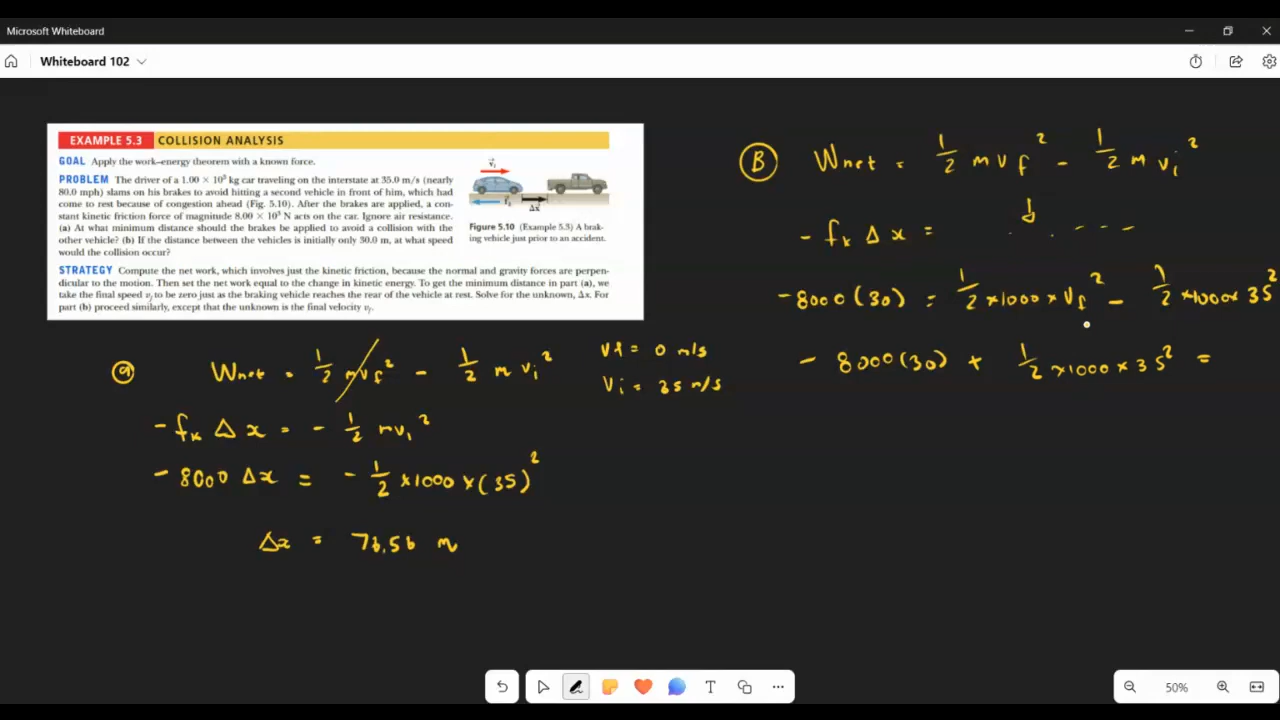 Microsoft Whiteboard
Whiteboard 102
EXAMPLE 5.3 COLLISION ANALYSIS
GOAL Apply the work–energy theorem with a known force.
PROBLEM The driver of a 1.00 × 10³ kg car traveling on the interstate at 35.0 m/s (nearly
80.0 mph) slams on his brakes to avoid hitting a second vehicle in front of him, which had
come to rest because of congestion ahead (Fig. 5.10). After the brakes are applied, a con-
stant kinetic friction force of magnitude 8.00 × 10³ N acts on the car. Ignore air resistance.
(a) At what minimum distance should the brakes be applied to avoid a collision with the
other vehicle? (b) If the distance between the vehicles is initially only 30.0 m, at what speed
would the collision occur?
v⃗i
f⃗k
Δx⃗
Figure 5.10 (Example 5.3) A brak-
ing vehicle just prior to an accident.
STRATEGY Compute the net work, which involves just the kinetic friction, because the normal and gravity forces are perpen-
dicular to the motion. Then set the net work equal to the change in kinetic energy. To get the minimum distance in part (a), we
take the final speed vf to be zero just as the braking vehicle reaches the rear of the vehicle at rest. Solve for the unknown, Δx. For
part (b) proceed similarly, except that the unknown is the final velocity vf.
(a) Wnet = 1/2 m vf² - 1/2 m vi²
vf = 0 m/s
vi = 35 m/s
- fk Δx = - 1/2 mvi²
- 8000 Δx = - 1/2 × 1000 × (35)²
Δx = 76.56 m
(B) Wnet = 1/2 m vf² - 1/2 m vi²
- fk Δx =
- 8000 (30) = 1/2 × 1000 × vf² - 1/2 × 1000 × 35²
- 8000 (30) + 1/2 × 1000 × 35² =
50%